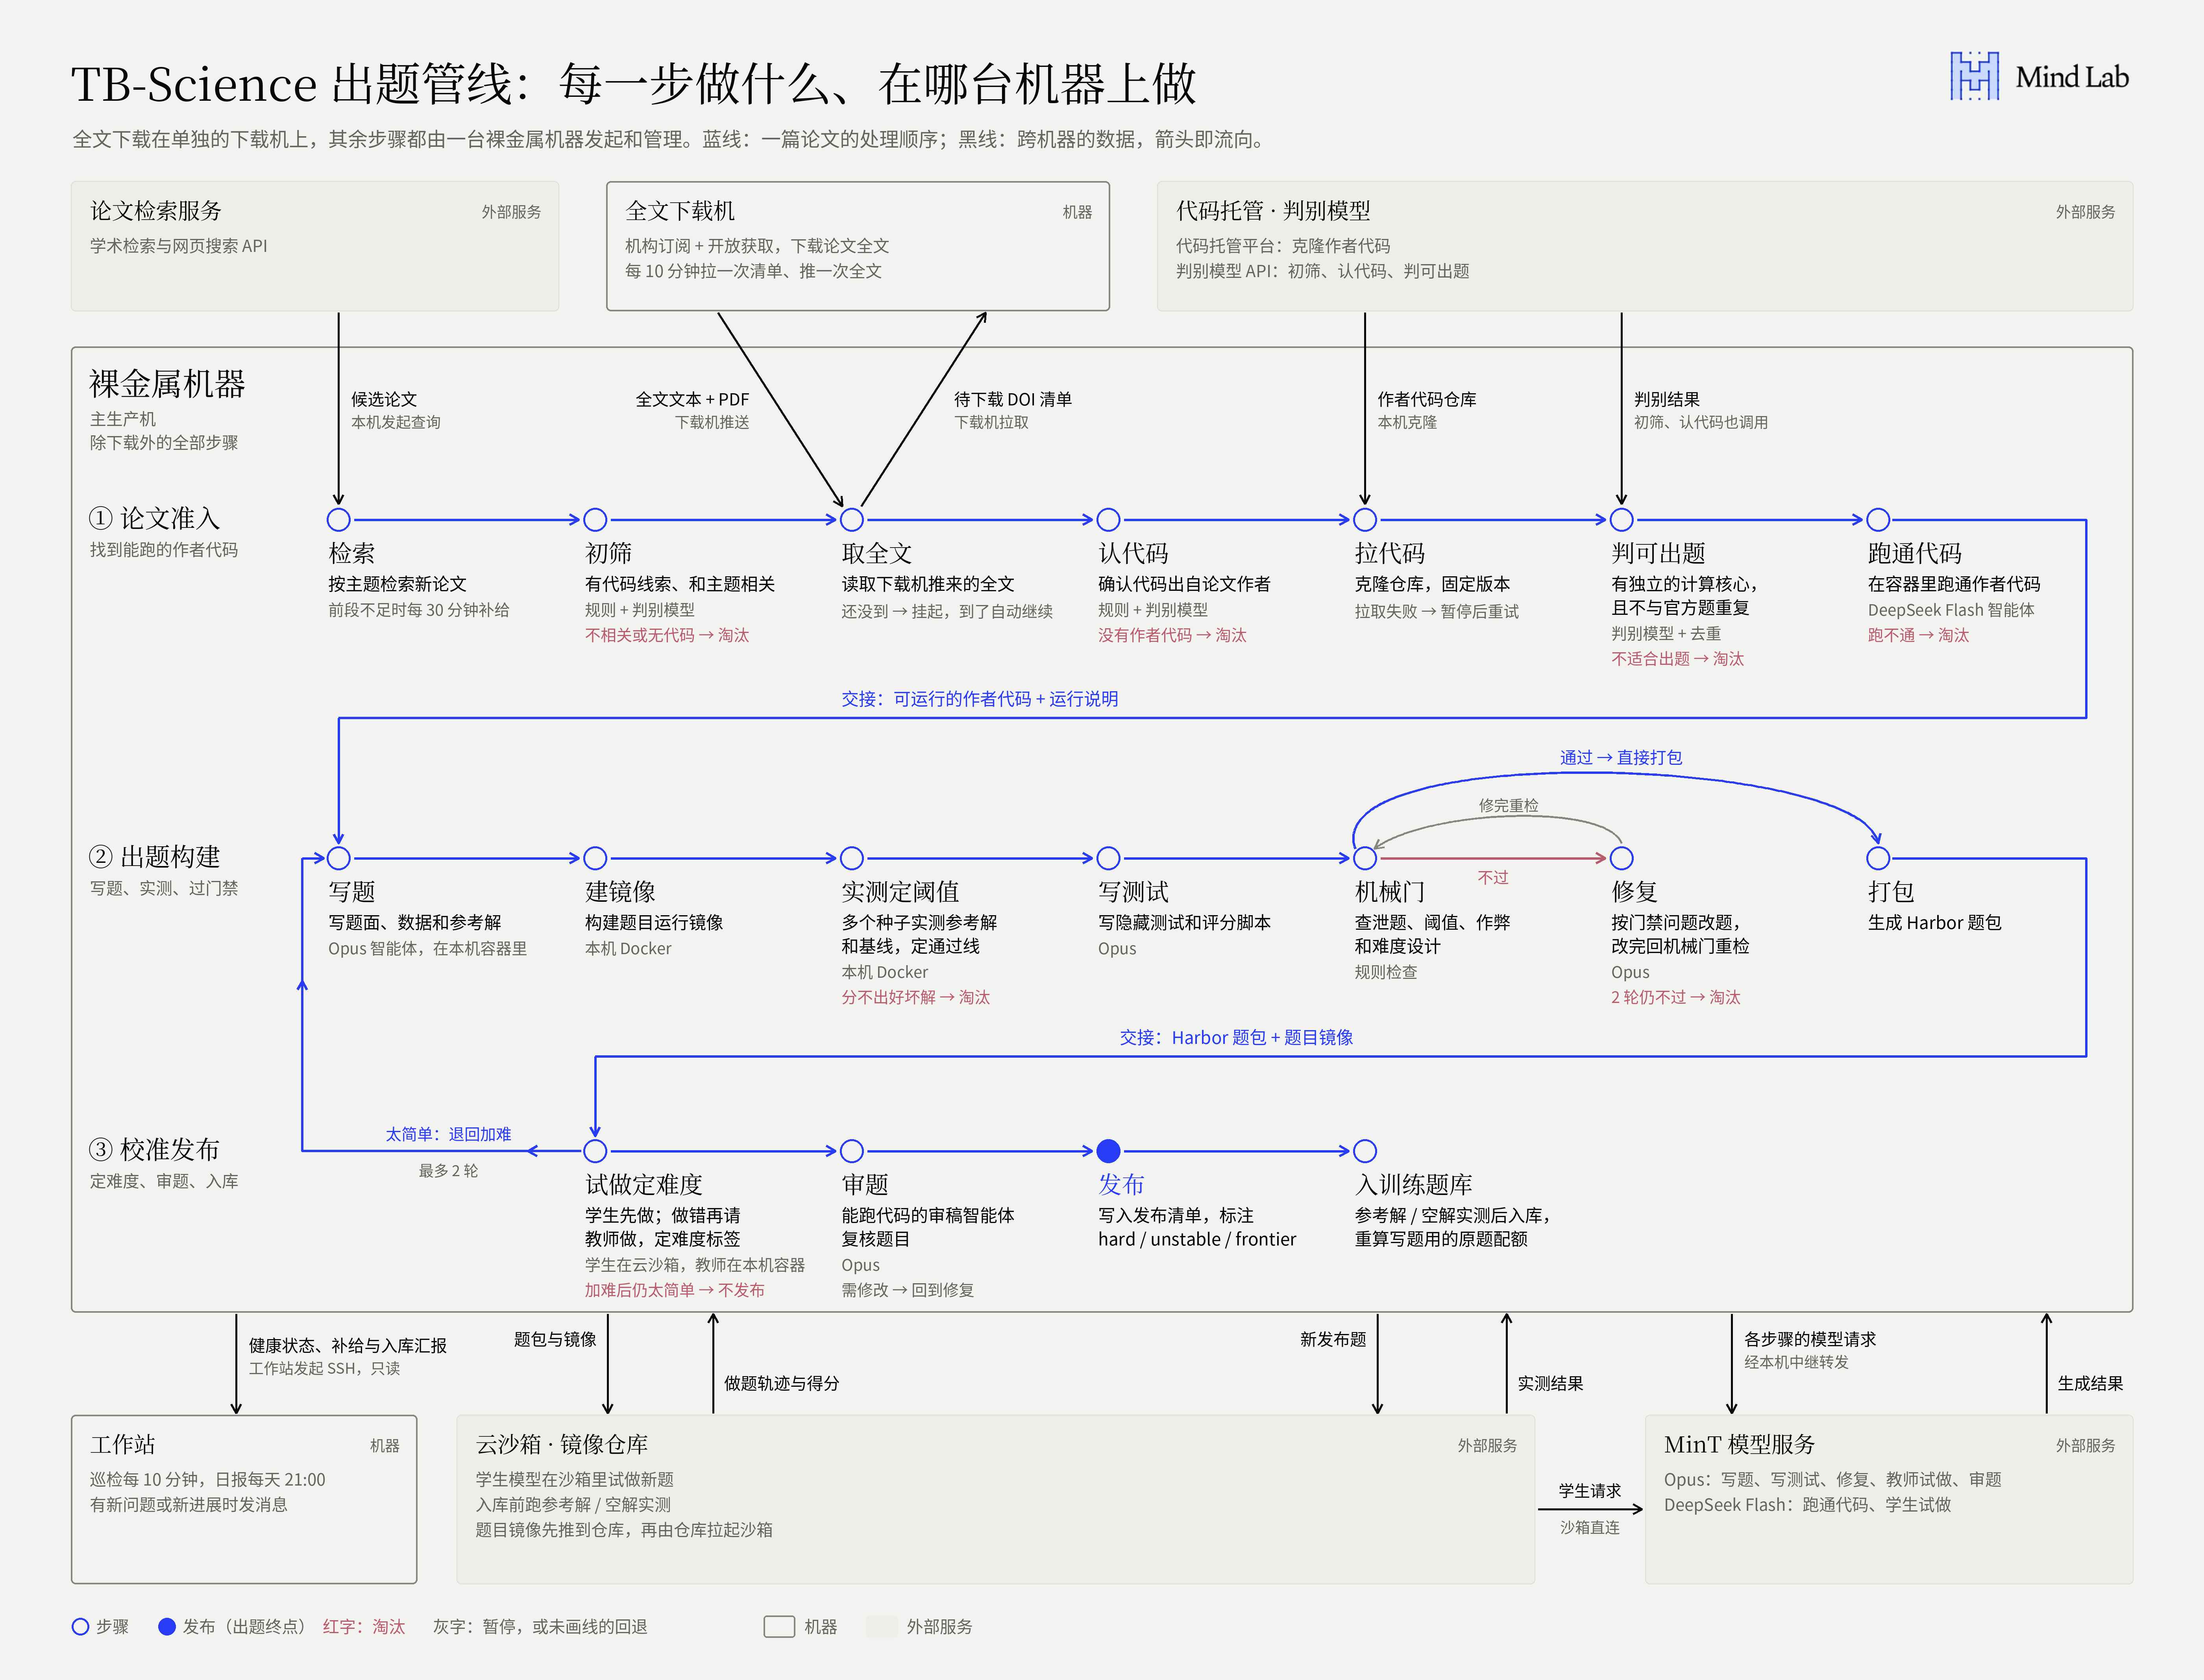 TB-Science 出题管线：每一步做什么、在哪台机器上做
Mind Lab
全文下载在单独的下载机上，其余步骤都由一台裸金属机器发起和管理。蓝线：一篇论文的处理顺序；黑线：跨机器的数据，箭头即流向。
论文检索服务
外部服务
学术检索与网页搜索 API
全文下载机
机器
机构订阅 + 开放获取，下载论文全文
每 10 分钟拉一次清单、推一次全文
代码托管 · 判别模型
外部服务
代码托管平台：克隆作者代码
判别模型 API：初筛、认代码、判可出题
裸金属机器
主生产机
除下载外的全部步骤
候选论文
本机发起查询
全文文本 + PDF
下载机推送
待下载 DOI 清单
下载机拉取
作者代码仓库
本机克隆
判别结果
初筛、认代码也调用
① 论文准入
找到能跑的作者代码
检索
按主题检索新论文
前段不足时每 30 分钟补给
初筛
有代码线索、和主题相关
规则 + 判别模型
不相关或无代码 → 淘汰
取全文
读取下载机推来的全文
还没到 → 挂起，到了自动继续
认代码
确认代码出自论文作者
规则 + 判别模型
没有作者代码 → 淘汰
拉代码
克隆仓库，固定版本
拉取失败 → 暂停后重试
判可出题
有独立的计算核心，
且不与官方题重复
判别模型 + 去重
不适合出题 → 淘汰
跑通代码
在容器里跑通作者代码
DeepSeek Flash 智能体
跑不通 → 淘汰
交接：可运行的作者代码 + 运行说明
通过 → 直接打包
修完重检
② 出题构建
写题、实测、过门禁
写题
写题面、数据和参考解
Opus 智能体，在本机容器里
建镜像
构建题目运行镜像
本机 Docker
实测定阈值
多个种子实测参考解
和基线，定通过线
本机 Docker
分不出好坏解 → 淘汰
写测试
写隐藏测试和评分脚本
Opus
机械门
查泄题、阈值、作弊
和难度设计
规则检查
不过
修复
按门禁问题改题，
改完回机械门重检
Opus
2 轮仍不过 → 淘汰
打包
生成 Harbor 题包
交接：Harbor 题包 + 题目镜像
③ 校准发布
定难度、审题、入库
太简单：退回加难
最多 2 轮
试做定难度
学生先做；做错再请
教师做，定难度标签
学生在云沙箱，教师在本机容器
加难后仍太简单 → 不发布
审题
能跑代码的审稿智能体
复核题目
Opus
需修改 → 回到修复
发布
写入发布清单，标注
hard / unstable / frontier
入训练题库
参考解 / 空解实测后入库，
重算写题用的原题配额
健康状态、补给与入库汇报
工作站发起 SSH，只读
题包与镜像
做题轨迹与得分
新发布题
实测结果
各步骤的模型请求
经本机中继转发
生成结果
工作站
机器
巡检每 10 分钟，日报每天 21:00
有新问题或新进展时发消息
云沙箱 · 镜像仓库
外部服务
学生模型在沙箱里试做新题
入库前跑参考解 / 空解实测
题目镜像先推到仓库，再由仓库拉起沙箱
学生请求
沙箱直连
MinT 模型服务
外部服务
Opus：写题、写测试、修复、教师试做、审题
DeepSeek Flash：跑通代码、学生试做
步骤
发布（出题终点）
红字：淘汰
灰字：暂停，或未画线的回退
机器
外部服务